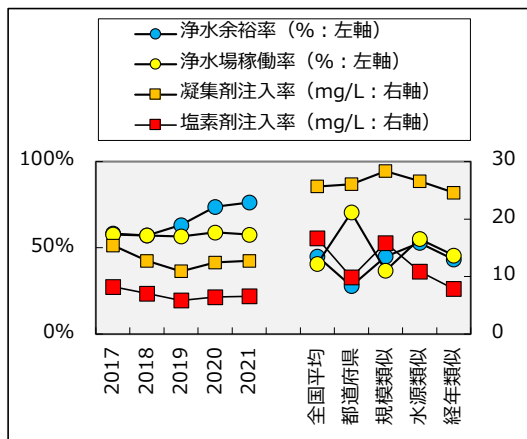 浄水余裕率（%：左軸）
浄水場稼働率（%：左軸）
凝集剤注入率（mg/L：右軸）
塩素剤注入率（mg/L：右軸）
100%
50%
0%
30
20
10
0
2017
2018
2019
2020
2021
全国平均
都道府県
規模類似
水源類似
経年類似